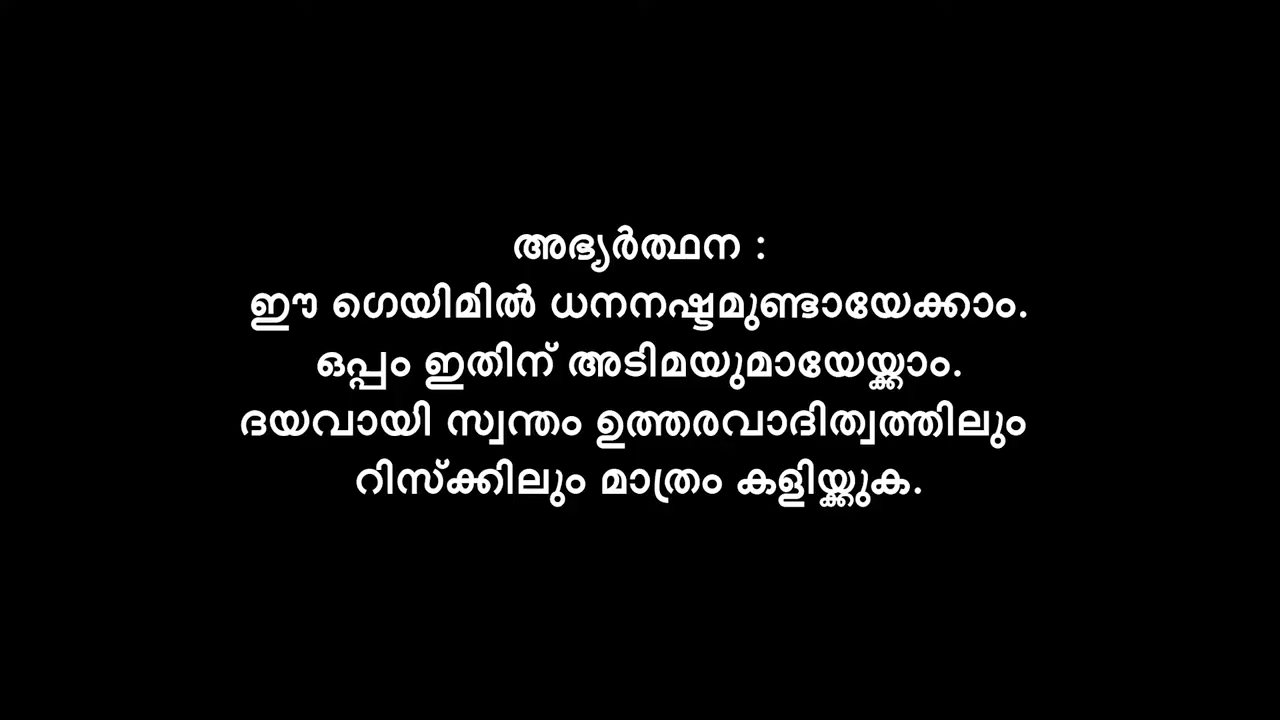 അഭ്യർത്ഥന :
ഈ ഗെയിമിൽ ധനനഷ്ടമുണ്ടായേക്കാം.
ഒപ്പം ഇതിന് അടിമയുമായേയ്ക്കാം.
ദയവായി സ്വന്തം ഉത്തരവാദിത്വത്തിലും
റിസ്ക്കിലും മാത്രം കളിയ്ക്കുക.